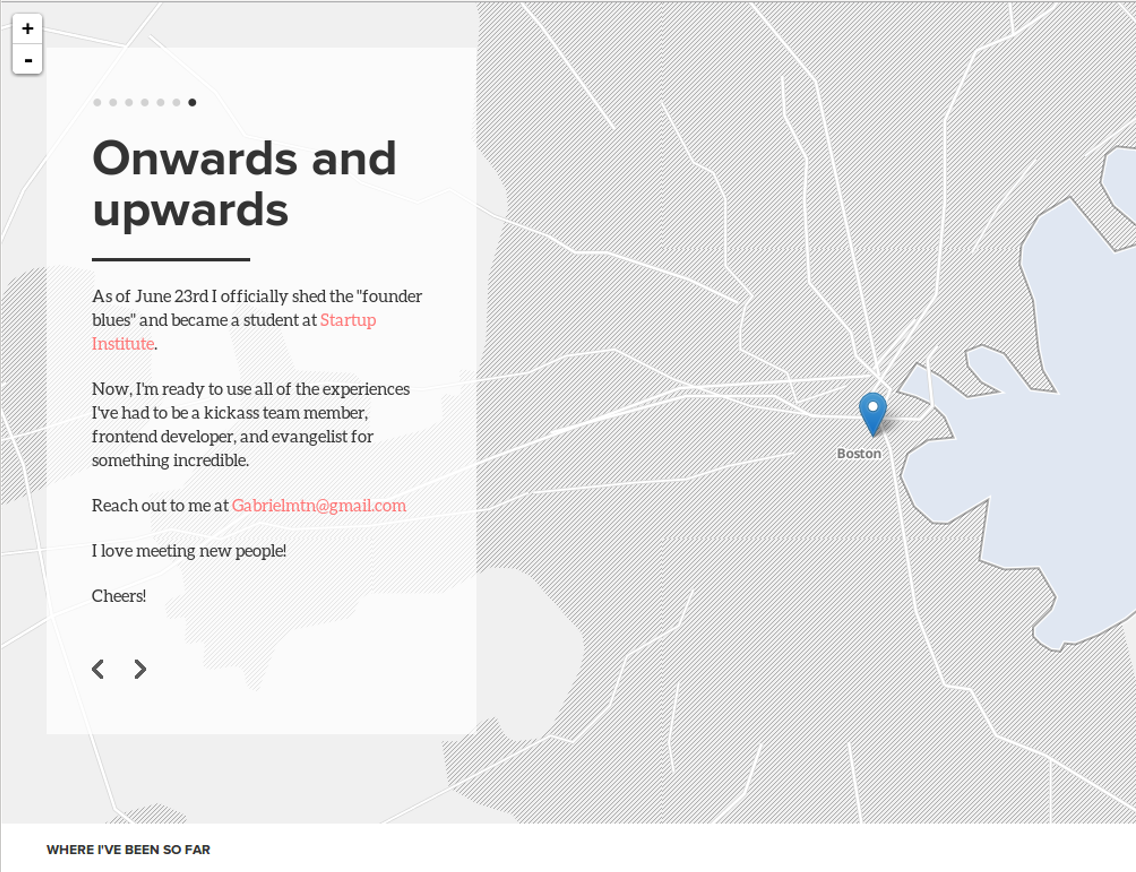 +
-
Onwards and
upwards
As of June 23rd I officially shed the "founder
blues" and became a student at Startup
Institute.
Now, I'm ready to use all of the experiences
I've had to be a kickass team member,
frontend developer, and evangelist for
something incredible.
Reach out to me at Gabrielmtn@gmail.com
I love meeting new people!
Cheers!
Boston
WHERE I'VE BEEN SO FAR